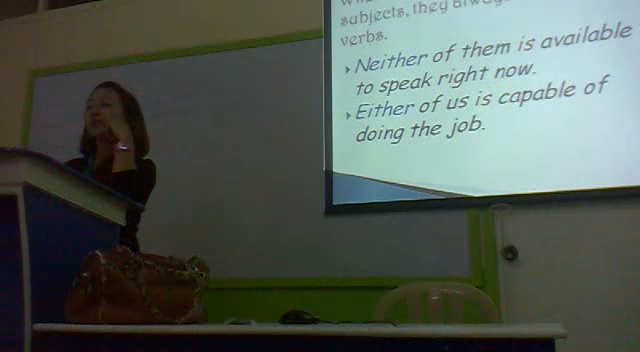 subjects, they always
verbs.
Neither of them is available
to speak right now.
Either of us is capable of
doing the job.